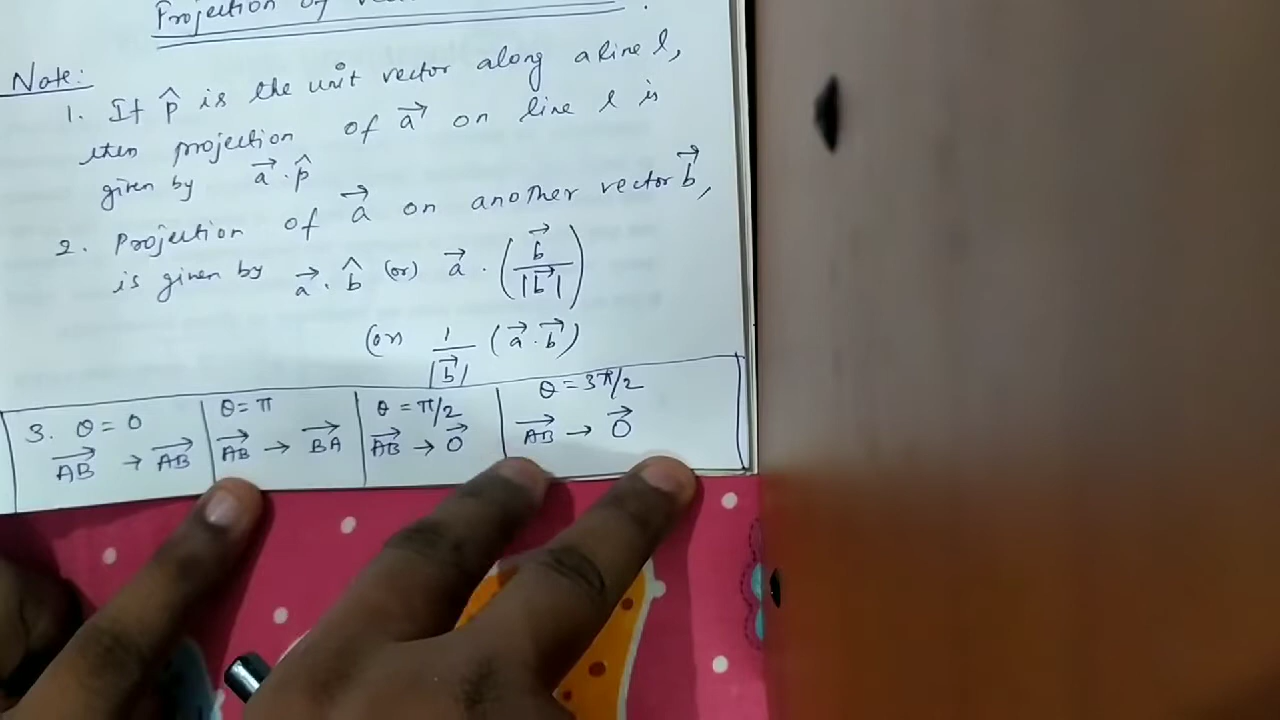 Projection of
Note:
1. If p̂ is the unit vector along a line l,
then projection of a⃗ on line l is
given by a⃗ . p̂
2. Projection of a⃗ on another vector b⃗,
is given by a⃗ . b̂ (or) a⃗ . (b⃗/|b⃗|)
(or 1/|b⃗| (a⃗ . b⃗)
3. θ = 0 | θ = π | θ = π/2 | θ = 3π/2
AB⃗ → AB⃗ | AB⃗ → BA⃗ | AB⃗ → 0⃗ | AB⃗ → 0⃗